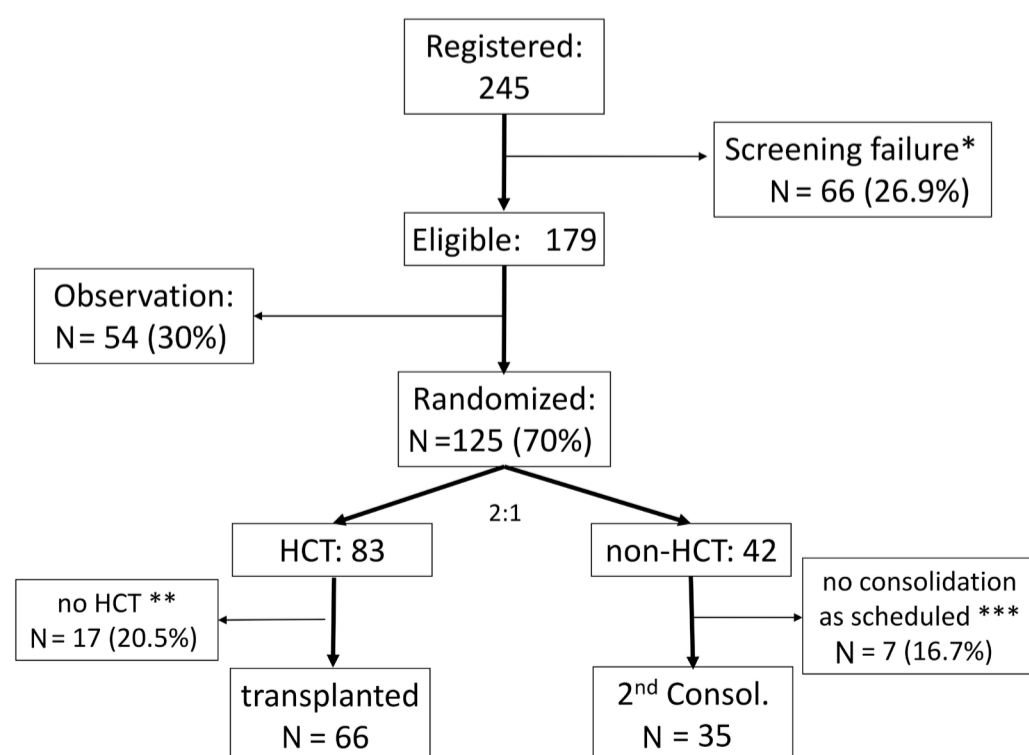 Registered:
245
Screening failure*
N = 66 (26.9%)
Eligible: 179
Observation:
N = 54 (30%)
Randomized:
N =125 (70%)
2:1
HCT: 83
non-HCT: 42
no HCT **
N = 17 (20.5%)
no consolidation
as scheduled ***
N = 7 (16.7%)
transplanted
N = 66
2nd Consol.
N = 35